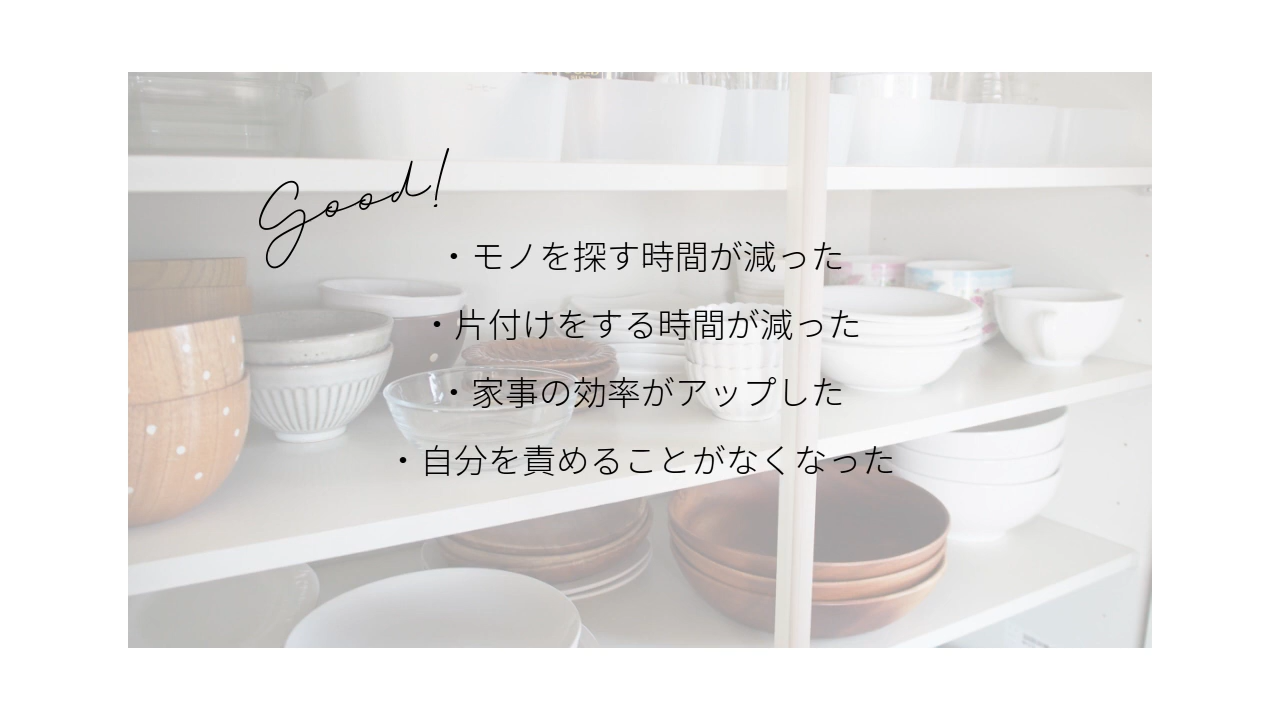 Good!
・モノを探す時間が減った
・片付けをする時間が減った
・家事の効率がアップした
・自分を責めることがなくなった